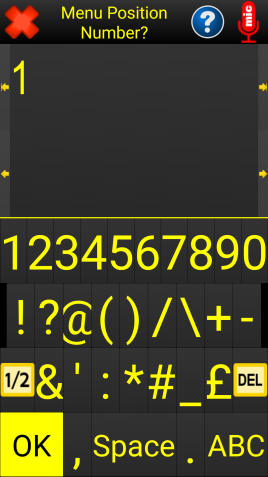 Menu Position
Number?
?
mic
1
1234567890
!?@()/\+-
1/2 &':*#_£ DEL
OK , Space . ABC